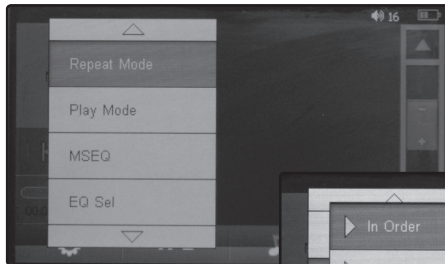 16
Repeat Mode
Play Mode
MSEQ
EQ Sel
In Order